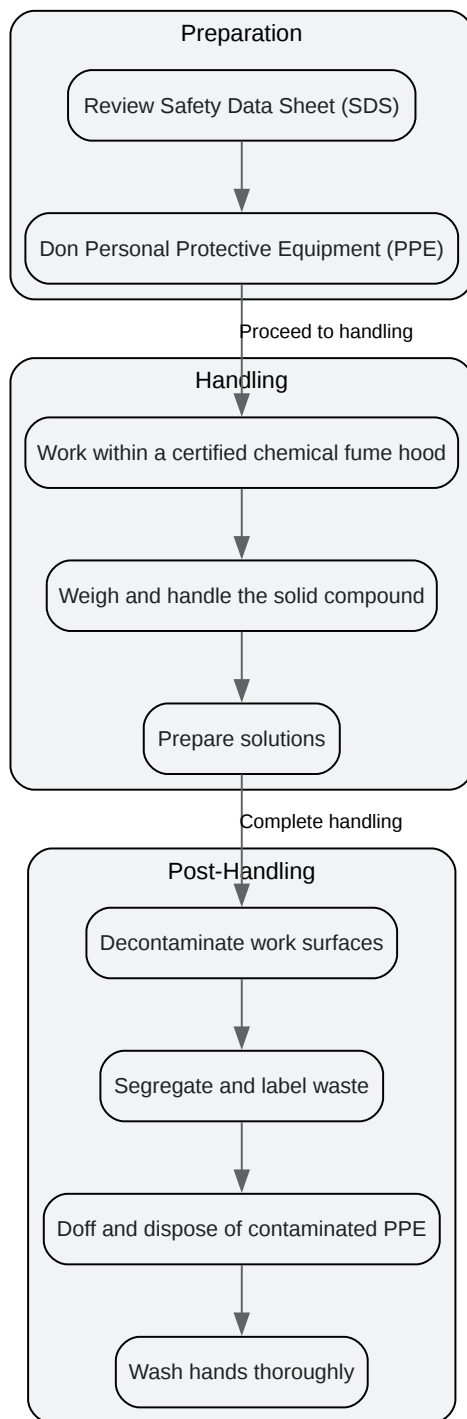 Preparation
Review Safety Data Sheet (SDS)
Don Personal Protective Equipment (PPE)
Proceed to handling
Handling
Work within a certified chemical fume hood
Weigh and handle the solid compound
Prepare solutions
Complete handling
Post-Handling
Decontaminate work surfaces
Segregate and label waste
Doff and dispose of contaminated PPE
Wash hands thoroughly